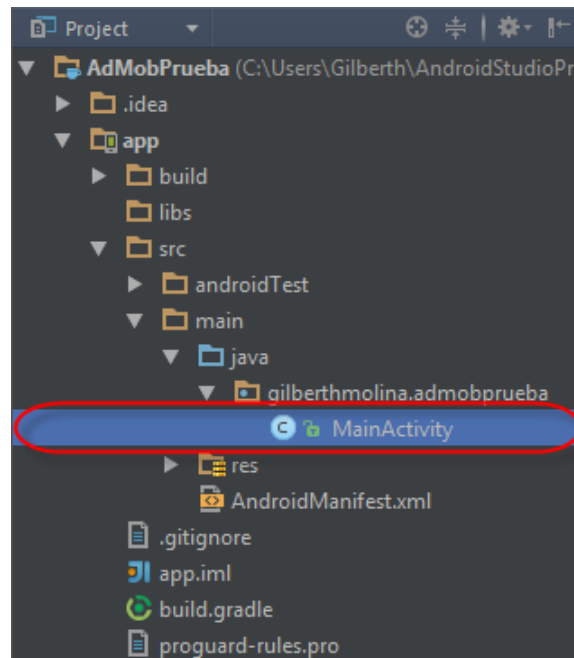 Project
AdMobPrueba (C:\Users\Gilberth\AndroidStudioPr
.idea
app
build
libs
src
androidTest
main
java
gilberthmolina.admobprueba
C MainActivity
res
AndroidManifest.xml
.gitignore
app.iml
build.gradle
proguard-rules.pro